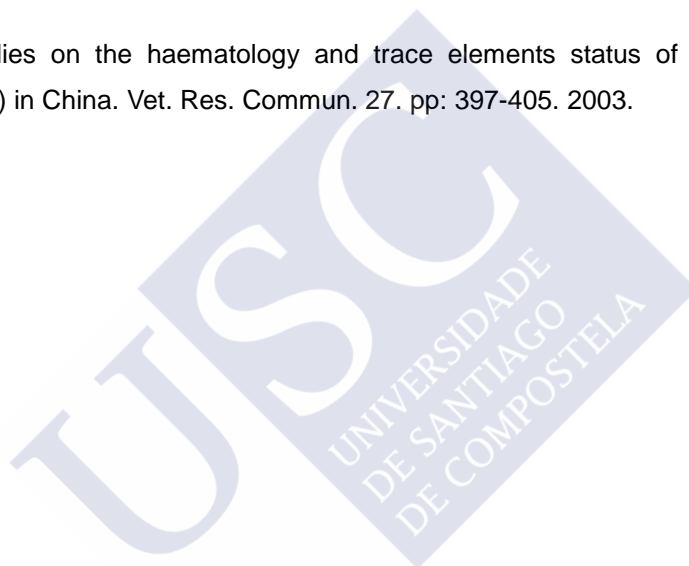 lies on the haematology and trace elements status of
) in China. Vet. Res. Commun. 27. pp: 397-405. 2003.
USC
UNIVERSIDADE
DE SANTIAGO
DE COMPOSTELA